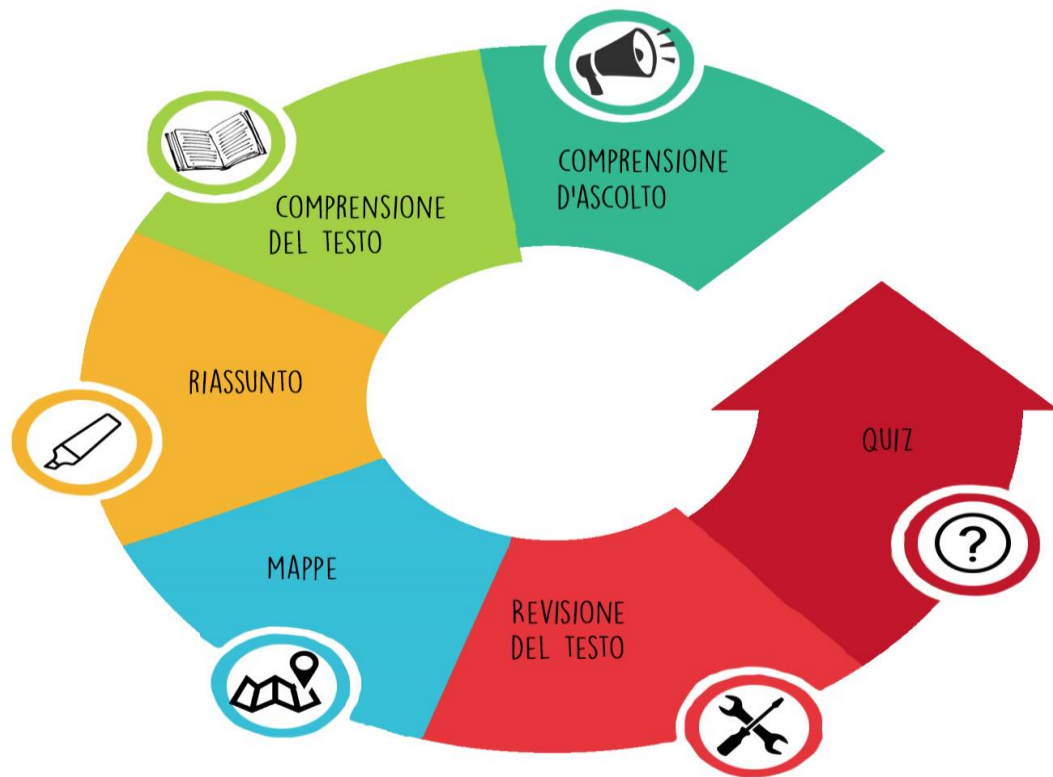 COMPRENSIONE
D'ASCOLTO
COMPRENSIONE
DEL TESTO
RIASSUNTO
MAPPE
REVISIONE
DEL TESTO
QUIZ
?